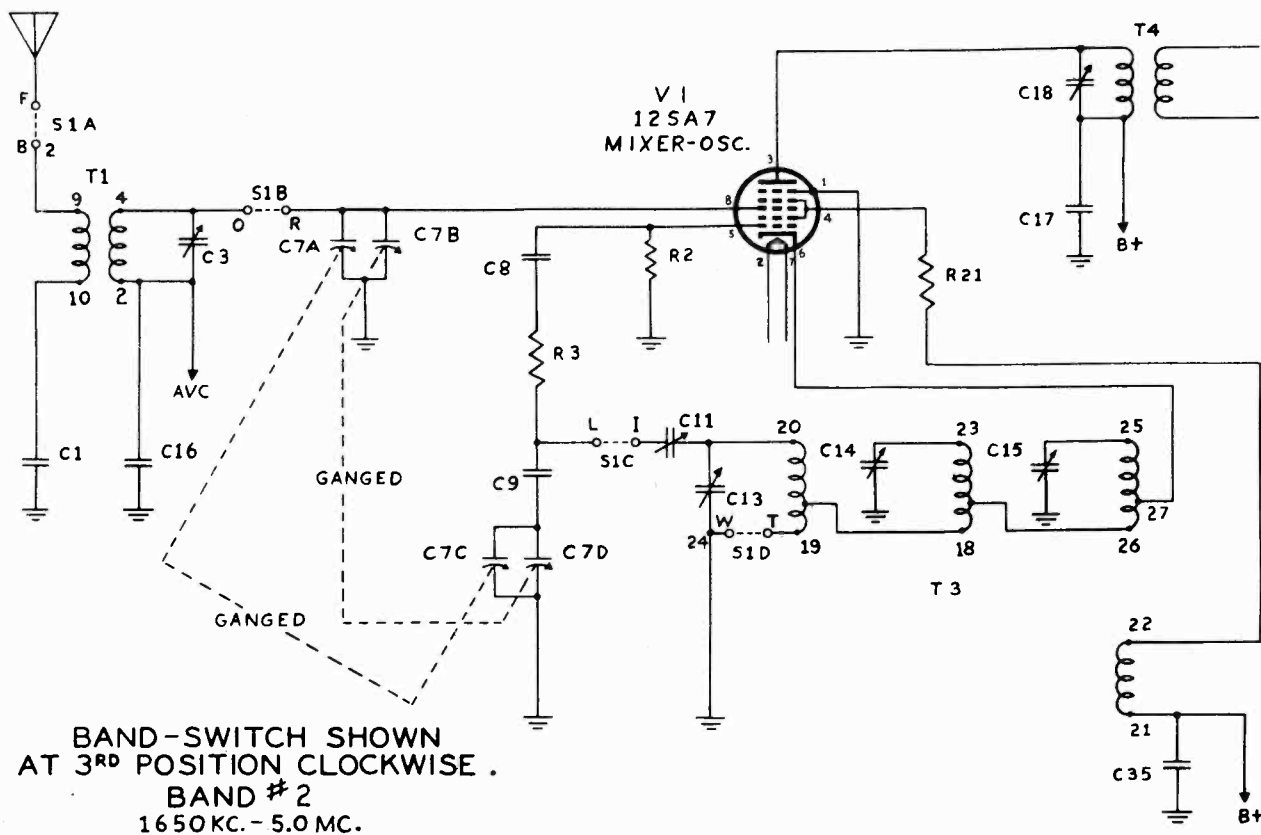 T4
C18
V1
12SA7
MIXER-OSC.
F
S1A
B 2
3
1
T1
9
4
S1B
O
R
8
4
5
6
2
7
C17
B+
C3
C7A
C7B
C8
R2
R21
10
2
R3
AVC
C1
C16
L
I
S1C
C11
20
C14
23
C15
25
GANGED
C9
C13
W
T
24
S1D
19
18
27
26
C7C
C7D
T3
GANGED
22
21
C35
B+
BAND-SWITCH SHOWN
AT 3RD POSITION CLOCKWISE.
BAND #2
1650 KC.-5.0 MC.